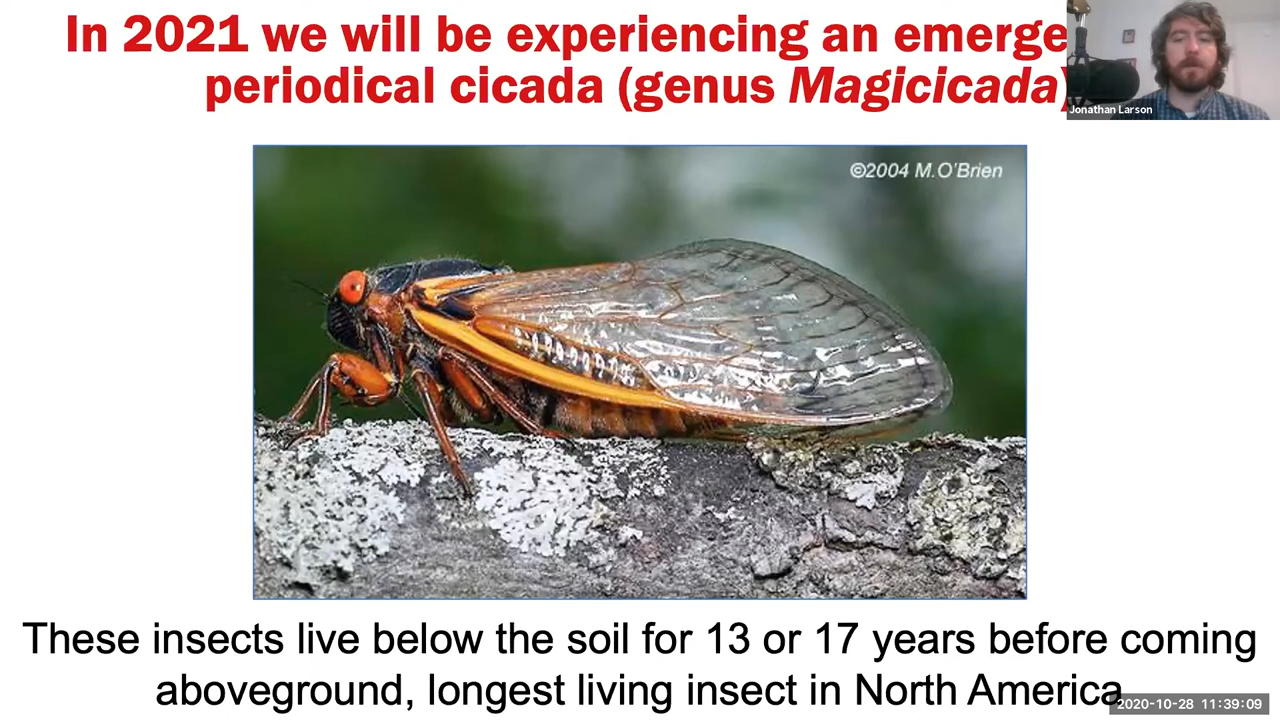 In 2021 we will be experiencing an emerge
periodical cicada (genus Magicicada)
Jonathan Larson
©2004 M.O'Brien
These insects live below the soil for 13 or 17 years before coming
aboveground, longest living insect in North America
2020-10-28 11:39:09